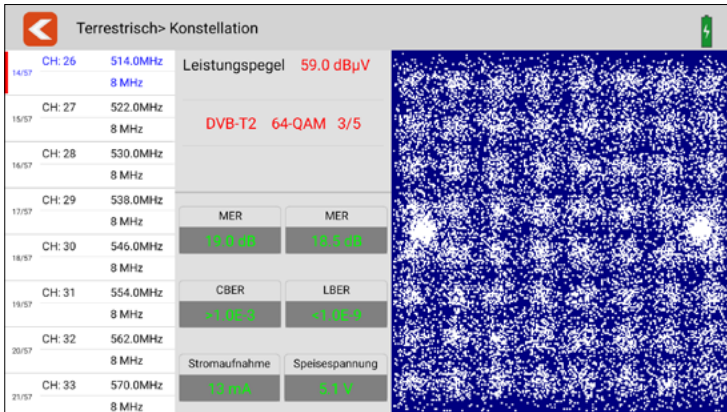 Terrestrisch> Konstellation
14/57 CH: 26 514.0MHz
8 MHz
15/57 CH: 27 522.0MHz
8 MHz
16/57 CH: 28 530.0MHz
8 MHz
17/57 CH: 29 538.0MHz
8 MHz
18/57 CH: 30 546.0MHz
8 MHz
19/57 CH: 31 554.0MHz
8 MHz
20/57 CH: 32 562.0MHz
8 MHz
21/57 CH: 33 570.0MHz
8 MHz
Leistungspegel 59.0 dBµV
DVB-T2 64-QAM 3/5
MER MER
19.0 dB 18.5 dB
CBER LBER
>1.0E-3 <1.0E-9
Stromaufnahme Speisespannung
13 mA 5.1 V